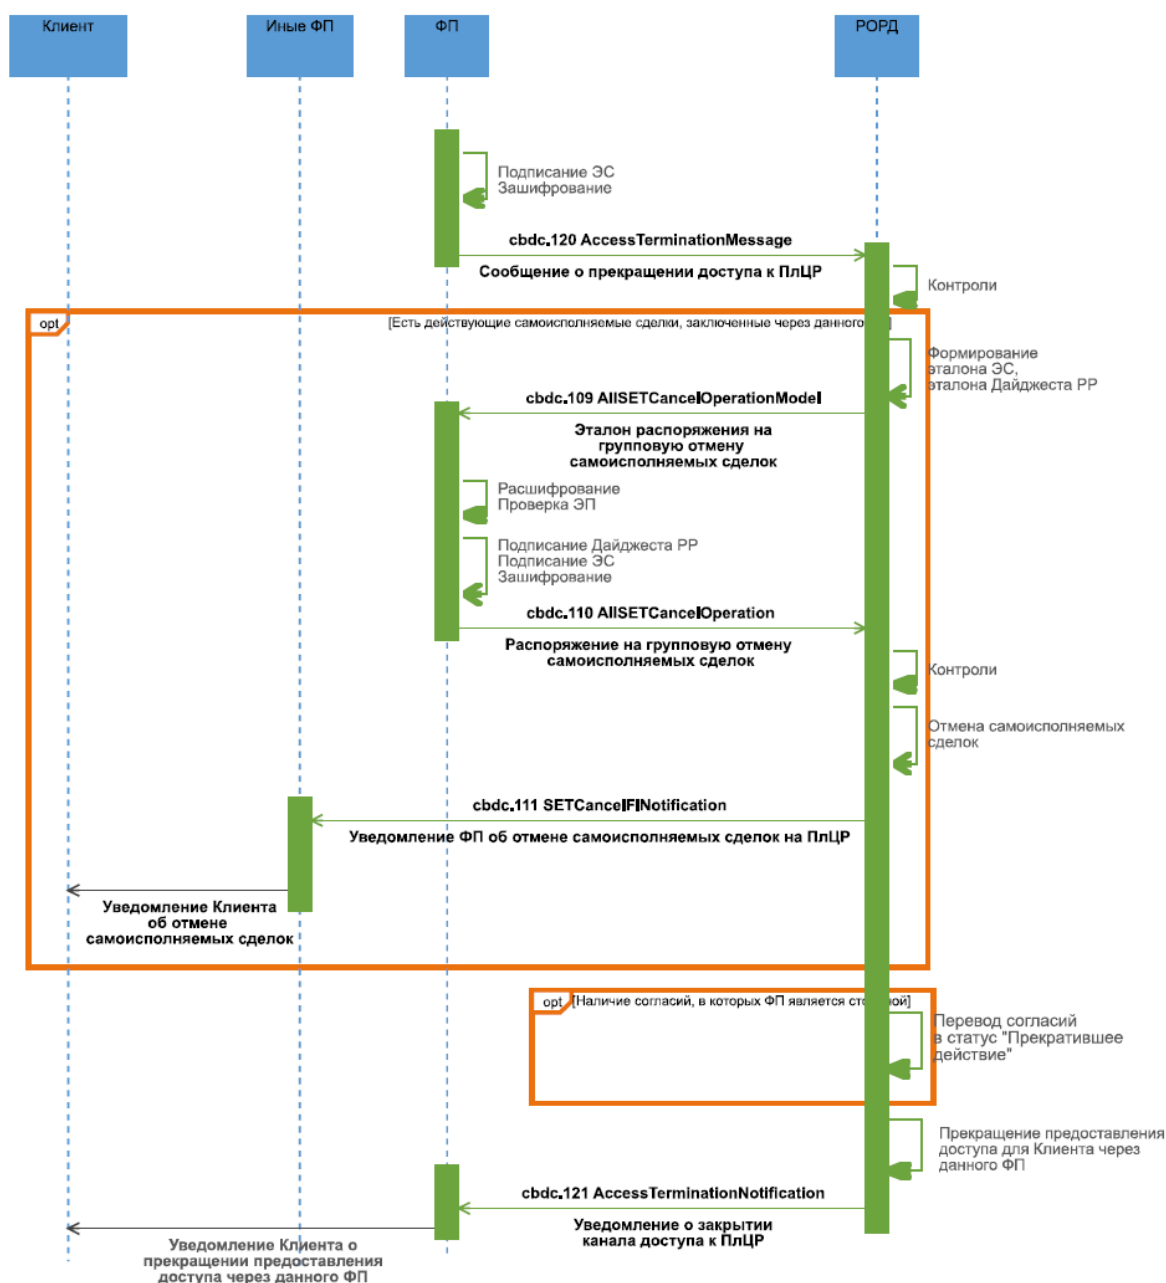 Клиент
Иные ФП
ФП
РОРД
Подписание ЭС
Зашифрование
cbdc.120 AccessTerminationMessage
Сообщение о прекращении доступа к ПлЦР
Контроли
opt
[Есть действующие самоисполняемые сделки, заключенные через данного
Формирование
эталона ЭС,
эталона Дайджеста РР
cbdc.109 AllSETCancelOperationModel
Эталон распоряжения на
групповую отмену
самоисполняемых сделок
Расшифрование
Проверка ЭП
Подписание Дайджеста РР
Подписание ЭС
Зашифрование
cbdc.110 AllSETCancelOperation
Распоряжение на групповую отмену
самоисполняемых сделок
Контроли
Отмена самоисполняемых
сделок
cbdc.111 SETCancelFINotification
Уведомление ФП об отмене самоисполняемых сделок на ПлЦР
Уведомление Клиента
об отмене
самоисполняемых сделок
opt
[Наличие согласий, в которых ФП является стороной]
Перевод согласий
в статус "Прекратившее
действие"
Прекращение предоставления
доступа для Клиента через
данного ФП
cbdc.121 AccessTerminationNotification
Уведомление о закрытии
канала доступа к ПлЦР
Уведомление Клиента о
прекращении предоставления
доступа через данного ФП